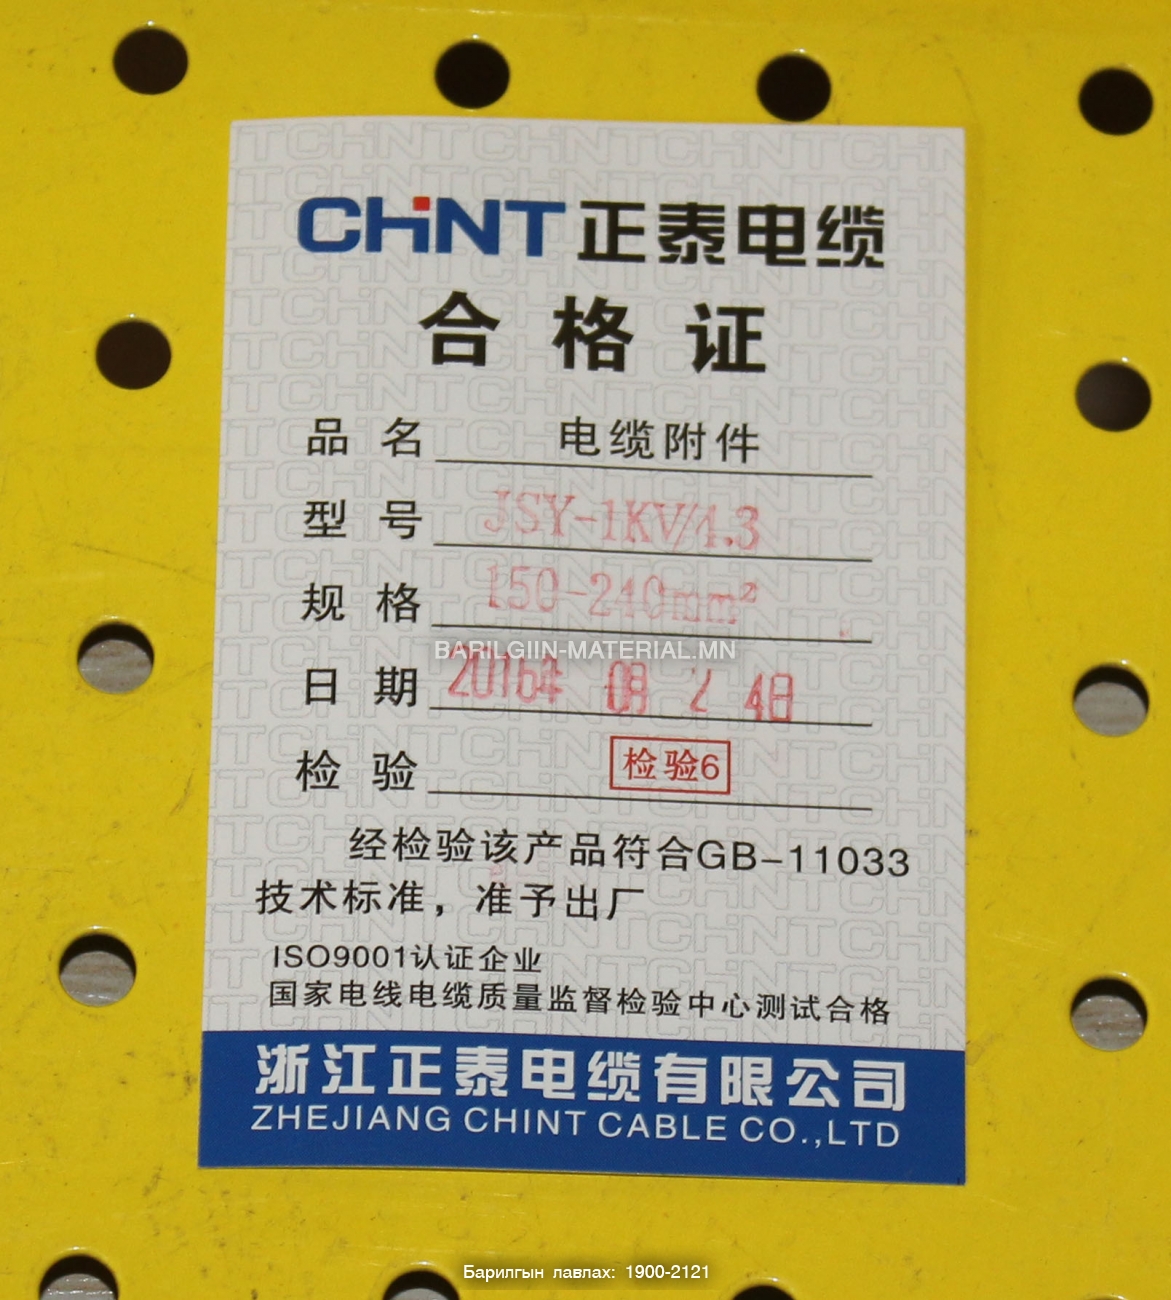 CHiNT 正泰电缆
合格证
品名 电缆附件
型号 JSY-1KV/4.3
规格 150-240mm²
BARILGIIN-MATERIAL.MN
日期 2016年
检验 检验6
经检验该产品符合GB-11033
技术标准，准予出厂
ISO9001认证企业
国家电线电缆质量监督检验中心测试合格
浙江正泰电缆有限公司
ZHEJIANG CHINT CABLE CO.,LTD
Барилгын лавлах: 1900-2121